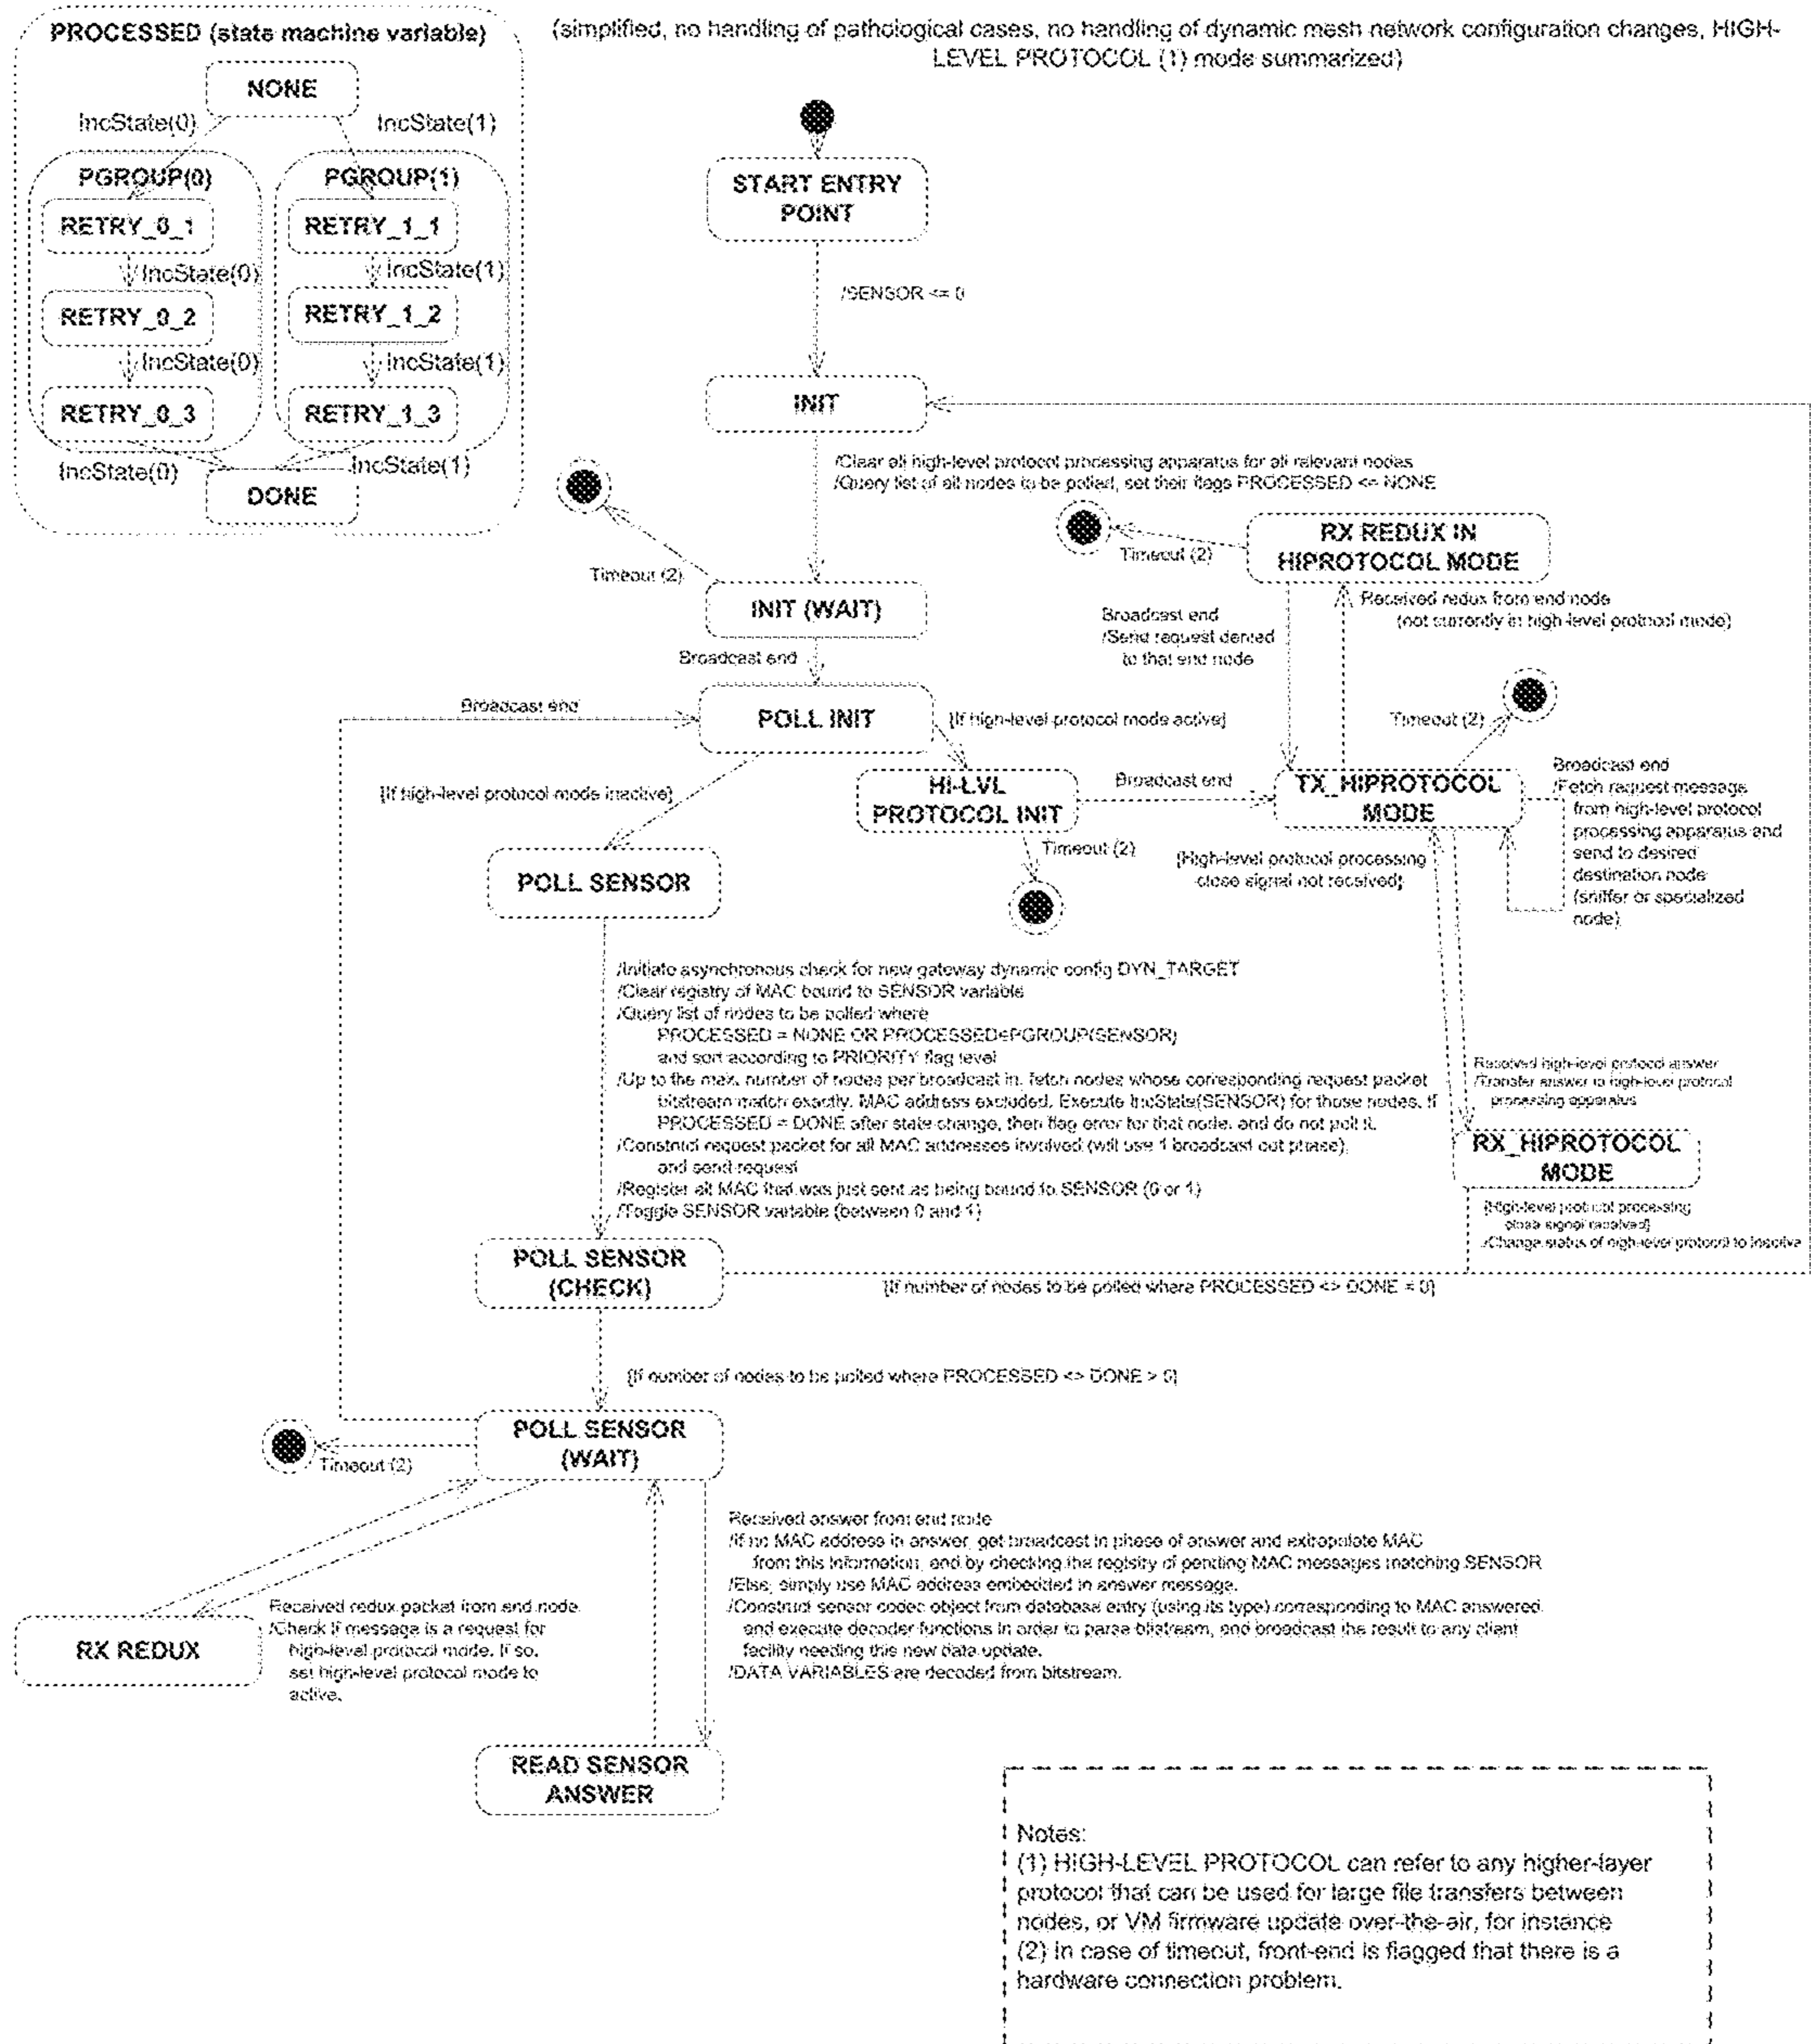 PROCESSED (state machine variable)
(simplified, no handling of pathological cases, no handling of dynamic mesh network configuration changes, HIGH-
LEVEL PROTOCOL (1) mode summarized)
NONE
IncState(0)
IncState(1)
PGROUP(0)
PGROUP(1)
RETRY_0_1
RETRY_1_1
IncState(0)
IncState(1)
RETRY_0_2
RETRY_1_2
IncState(0)
IncState(1)
RETRY_0_3
RETRY_1_3
IncState(0)
IncState(1)
DONE
START ENTRY
POINT
/SENSOR <= 0
INIT
/Clear all high-level protocol processing apparatus for all relevant nodes
/Query list of all nodes to be polled, set their flags PROCESSED <= NONE
Timeout (2)
INIT (WAIT)
Broadcast end
RX REDUX IN
HIPROTOCOL MODE
Timeout (2)
Received redux from end node
(not currently in high-level protocol mode)
Broadcast end
/Send request denied
to that end node
Broadcast end
POLL INIT
[If high-level protocol mode active]
Timeout (2)
[If high-level protocol mode inactive]
HI-LVL
PROTOCOL INIT
Broadcast end
TX_HIPROTOCOL
MODE
Broadcast end
/Fetch request message
from high-level protocol
processing apparatus and
send to desired
destination node
(sniffer or specialized
node)
Timeout (2)
[High-level protocol processing
close signal not received]
POLL SENSOR
/Initiate asynchronous check for new gateway dynamic config DYN_TARGET
/Clear registry of MAC bound to SENSOR variable
/Query list of nodes to be polled where
PROCESSED = NONE OR PROCESSED∈PGROUP(SENSOR)
and sort according to PRIORITY flag level
/Up to the max. number of nodes per broadcast in, fetch nodes whose corresponding request packet
bitstream match exactly, MAC address excluded. Execute IncState(SENSOR) for those nodes. If
PROCESSED = DONE after state change, then flag error for that node, and do not poll it.
/Construct request packet for all MAC addresses involved (will use 1 broadcast out phase),
and send request
/Register all MAC that was just sent as being bound to SENSOR (0 or 1)
/Toggle SENSOR variable (between 0 and 1)
Received high-level protocol answer
/Transfer answer to high-level protocol
processing apparatus
RX_HIPROTOCOL
MODE
[High-level protocol processing
close signal received]
/Change status of high-level protocol to inactive
POLL SENSOR
(CHECK)
[If number of nodes to be polled where PROCESSED <> DONE = 0]
[If number of nodes to be polled where PROCESSED <> DONE > 0]
POLL SENSOR
(WAIT)
Timeout (2)
Received answer from end node
/If no MAC address in answer, get broadcast in phase of answer and extrapolate MAC
from this information, and by checking the registry of pending MAC messages matching SENSOR
/Else, simply use MAC address embedded in answer message.
/Construct sensor codec object from database entry (using its type) corresponding to MAC answered
and execute decoder functions in order to parse bitstream, and broadcast the result to any client
facility needing this new data update.
/DATA VARIABLES are decoded from bitstream.
RX REDUX
Received redux packet from end node.
/Check if message is a request for
high-level protocol mode. If so,
set high-level protocol mode to
active.
READ SENSOR
ANSWER
Notes:
(1) HIGH-LEVEL PROTOCOL can refer to any higher-layer
protocol that can be used for large file transfers between
nodes, or VM firmware update over-the-air, for instance
(2) In case of timeout, front-end is flagged that there is a
hardware connection problem.